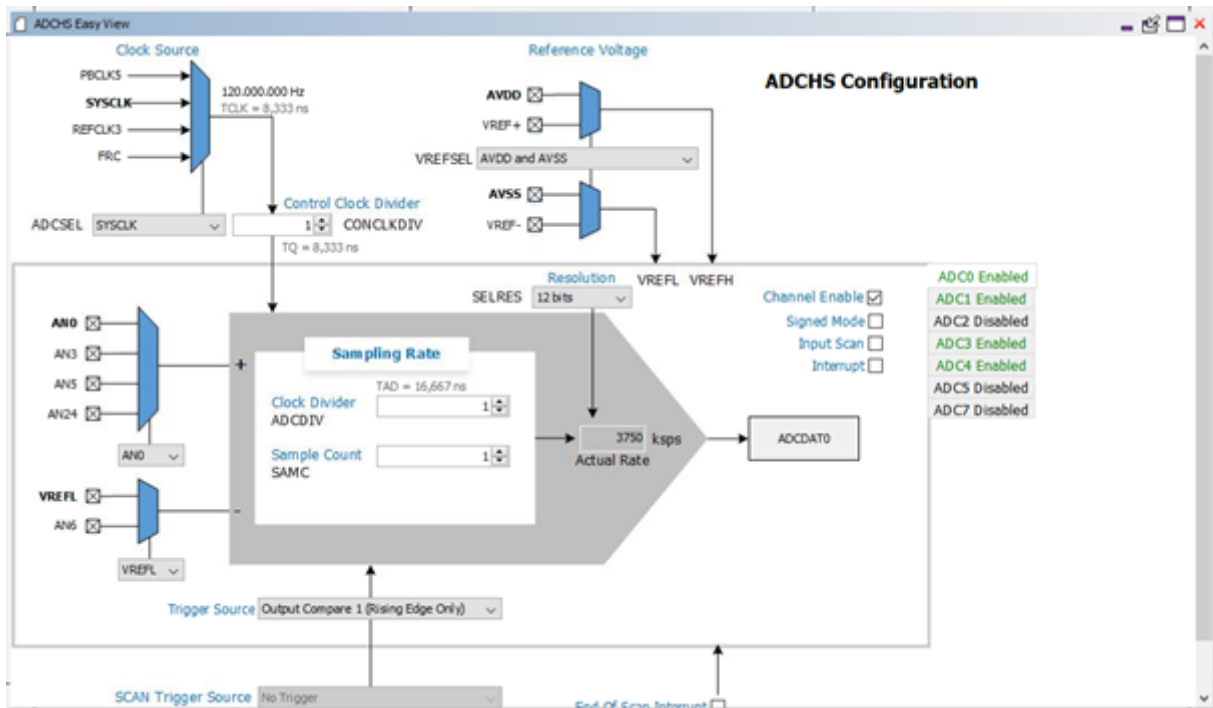 ADCHS Easy View
Clock Source
Reference Voltage
ADCHS Configuration
PBCLK5
SYSCLK
REFCLK3
FRC
120.000.000 Hz
TCLK = 8,333 ns
AVDD
VREF+
VREFSEL AVDD and AVSS
AVSS
VREF-
Control Clock Divider
ADCSEL SYSCLK 1 CONCLKDIV
TQ = 8,333 ns
VREFL VREFH
Resolution
SELRES 12 bits
Channel Enable
Signed Mode
Input Scan
Interrupt
ADC0 Enabled
ADC1 Enabled
ADC2 Disabled
ADC3 Enabled
ADC4 Enabled
ADC5 Disabled
ADC7 Disabled
AN0
AN3
AN5
AN24
AN0
+
Sampling Rate
TAD = 16,667 ns
Clock Divider 1
ADCDIV
Sample Count 1
SAMC
3750 ksps
Actual Rate
ADCDAT0
VREFL
AN6
-
VREFL
Trigger Source Output Compare 1 (Rising Edge Only)
SCAN Trigger Source No Trigger
End Of Scan Interrupt